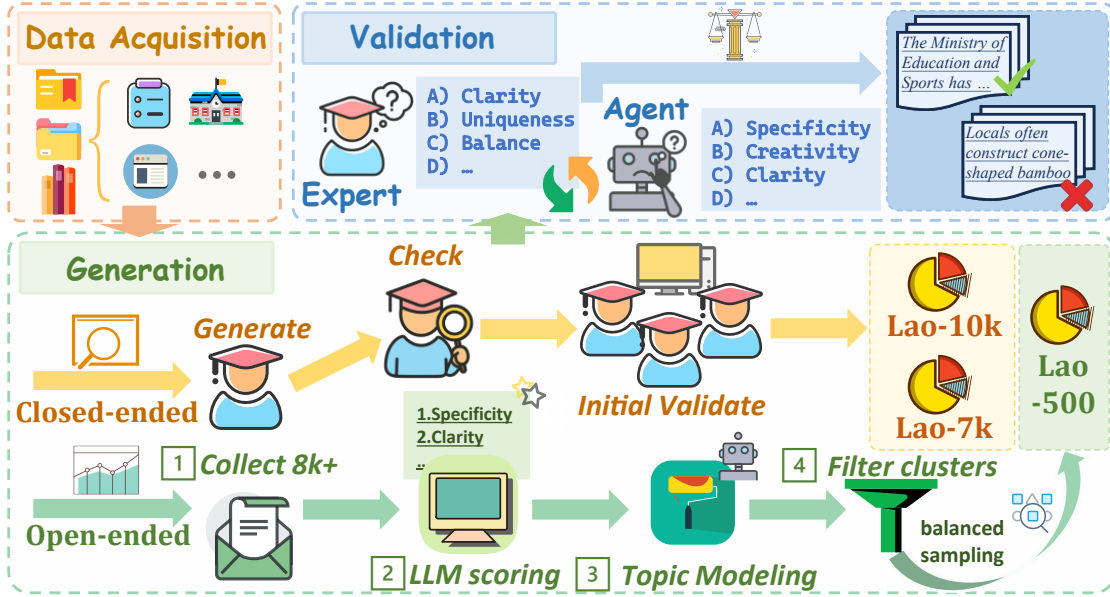 Data Acquisition
Validation
Expert
A) Clarity
B) Uniqueness
C) Balance
D) …
Agent
A) Specificity
B) Creativity
C) Clarity
D) …
The Ministry of
Education and
Sports has …
Locals often
construct cone-
shaped bamboo
Generation
Closed-ended
Generate
Check
Initial Validate
Lao-10k
Lao-7k
Lao
-500
Open-ended
1 Collect 8k+
1.Specificity
2.Clarity
…
2 LLM scoring
3 Topic Modeling
4 Filter clusters
balanced
sampling